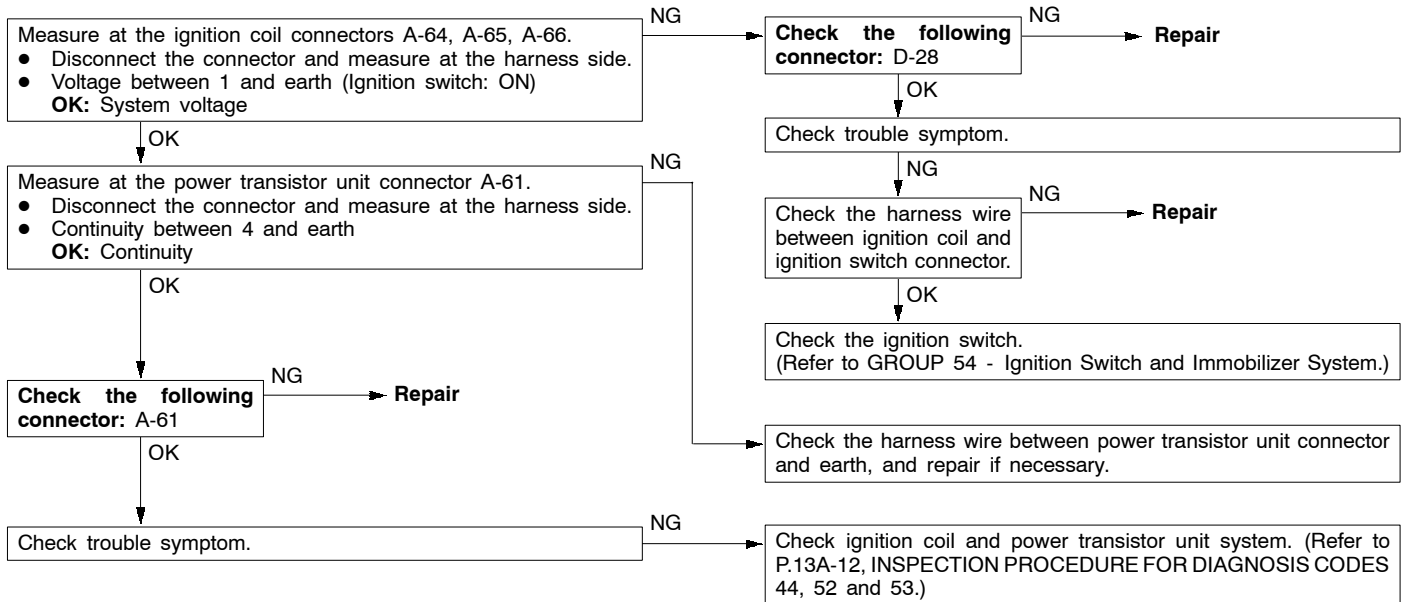 Measure at the ignition coil connectors A-64, A-65, A-66.
● Disconnect the connector and measure at the harness side.
● Voltage between 1 and earth (Ignition switch: ON)
OK: System voltage
NG
Check the following
connector: D-28
NG
Repair
OK
Check trouble symptom.
NG
Check the harness wire
between ignition coil and
ignition switch connector.
NG
Repair
OK
Check the ignition switch.
(Refer to GROUP 54 - Ignition Switch and Immobilizer System.)
OK
Measure at the power transistor unit connector A-61.
● Disconnect the connector and measure at the harness side.
● Continuity between 4 and earth
OK: Continuity
NG
Check the harness wire between power transistor unit connector
and earth, and repair if necessary.
OK
Check the following
connector: A-61
NG
Repair
OK
Check trouble symptom.
NG
Check ignition coil and power transistor unit system. (Refer to
P.13A-12, INSPECTION PROCEDURE FOR DIAGNOSIS CODES
44, 52 and 53.)